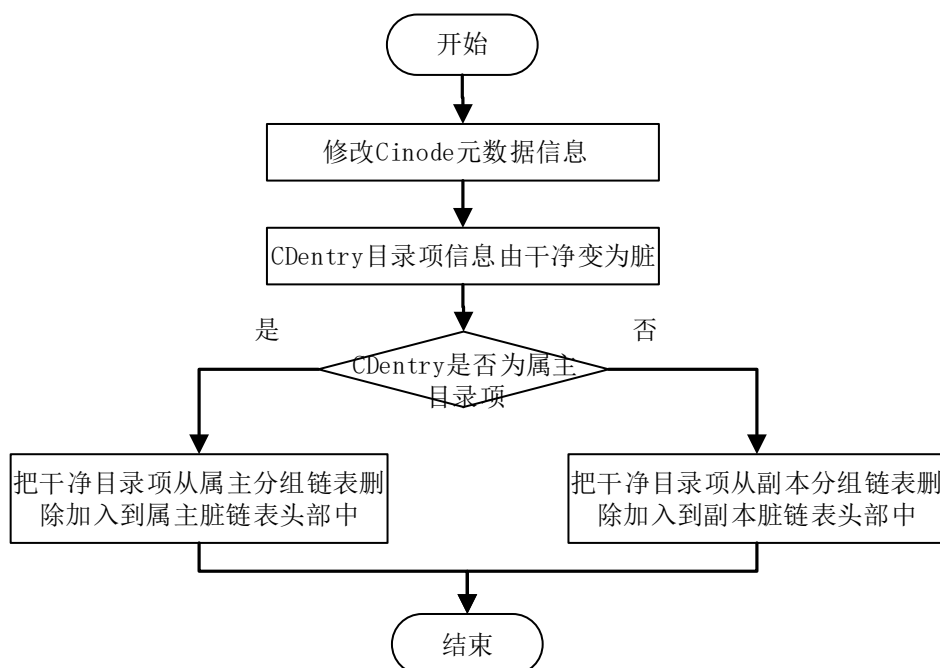 开始
修改Cinode元数据信息
CDentry目录项信息由干净变为脏
是
否
CDentry是否为属主
目录项
把干净目录项从属主分组链表删
除加入到属主脏链表头部中
把干净目录项从副本分组链表删
除加入到副本脏链表头部中
结束